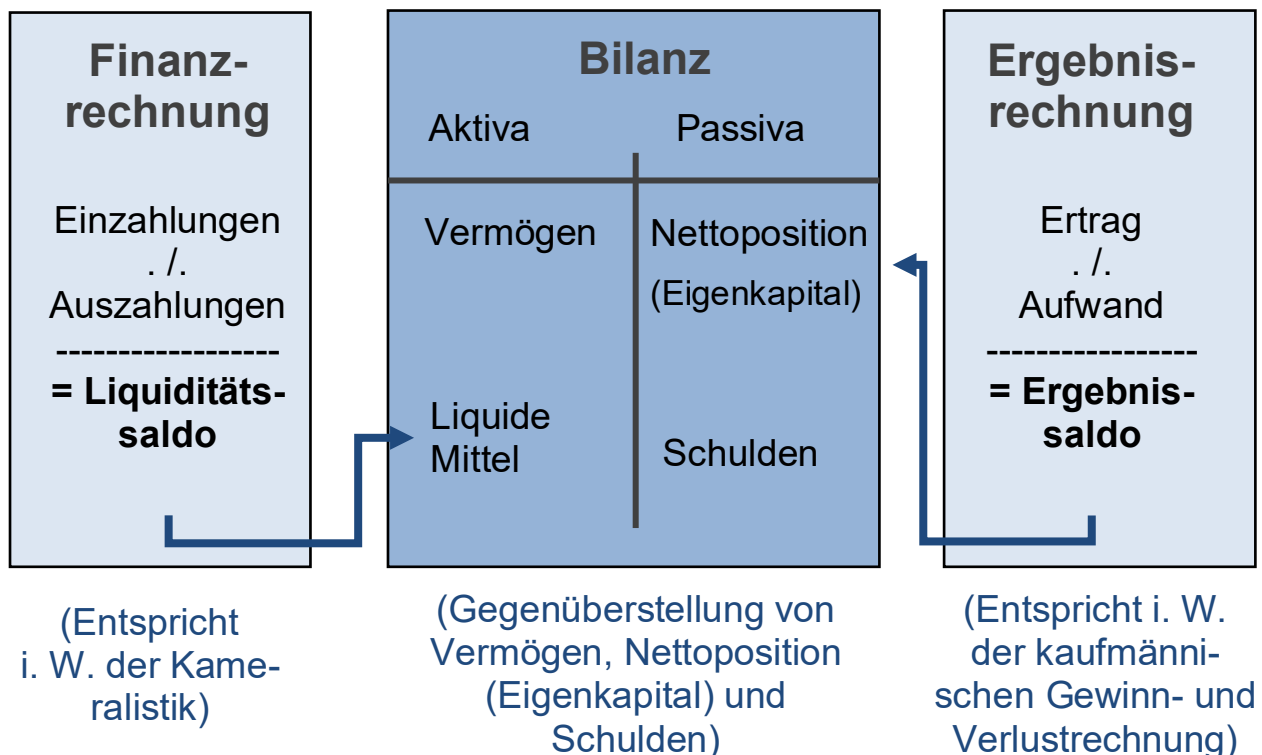 Finanz-
rechnung
Einzahlungen
. /.
Auszahlungen
------------------
= Liquiditäts-
saldo
(Entspricht
i. W. der Kame-
ralistik)
Bilanz
Aktiva
Passiva
Vermögen
Nettoposition
(Eigenkapital)
Liquide
Mittel
Schulden
(Gegenüberstellung von
Vermögen, Nettoposition
(Eigenkapital) und
Schulden)
Ergebnis-
rechnung
Ertrag
. /.
Aufwand
-----------------
= Ergebnis-
saldo
(Entspricht i. W.
der kaufmänni-
schen Gewinn- und
Verlustrechnung)